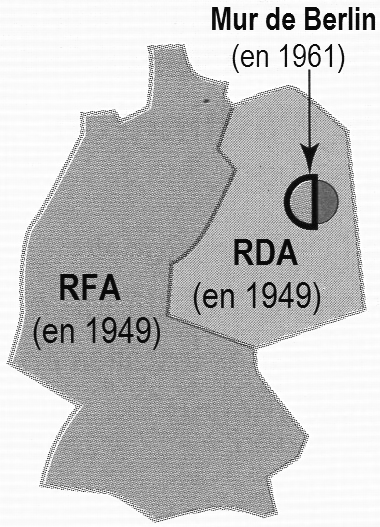 Mur de Berlin
(en 1961)
RDA
(en 1949)
RFA
(en 1949)